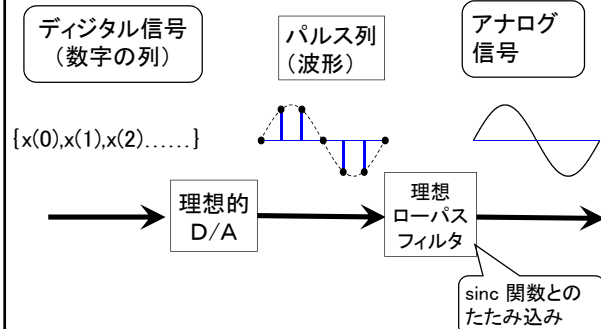 ディジタル信号
(数字の列)
パルス列
(波形)
アナログ
信号
{x(0),x(1),x(2)......}
理想的
D/A
理想
ローパス
フィルタ
sinc 関数との
たたみ込み